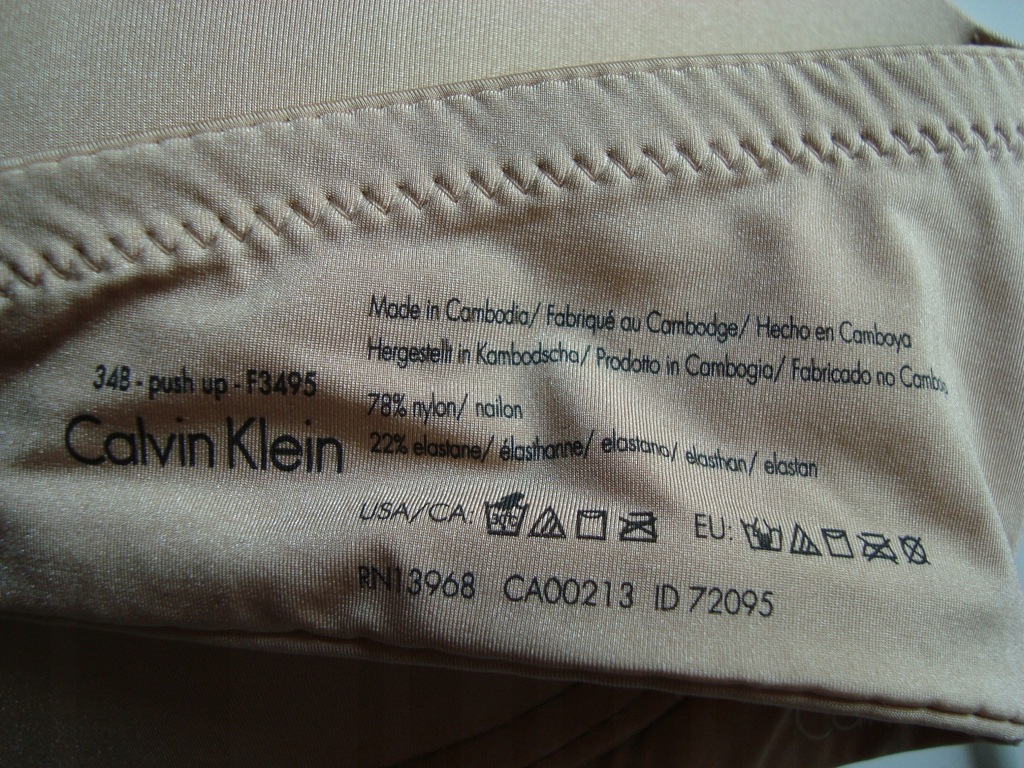 34B - push up - F3495
Calvin Klein
Made in Cambodia/ Fabriqué au Cambodge/ Hecho en Camboya
Hergestellt in Kambodscha/ Prodotto in Cambogia/ Fabricado no
78% nylon/ nailon
22% elastane/ élasthanne/ elastano/ elasthan/ elastan
USA/CA: 30°C EU:
RN13968 CA00213 ID 72095